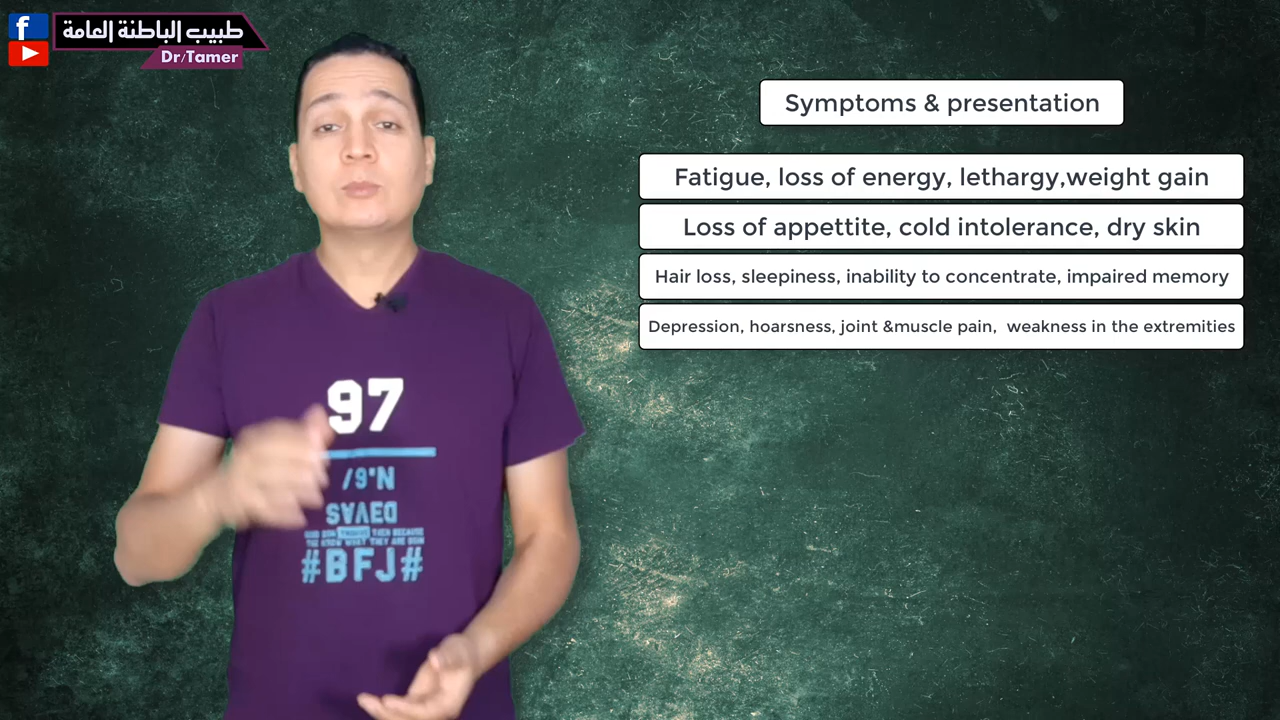 f
طبيب الباطنة العامة
Dr/Tamer
Symptoms & presentation
Fatigue, loss of energy, lethargy,weight gain
Loss of appettite, cold intolerance, dry skin
Hair loss, sleepiness, inability to concentrate, impaired memory
Depression, hoarsness, joint &muscle pain, weakness in the extremities
97
#BFJ#